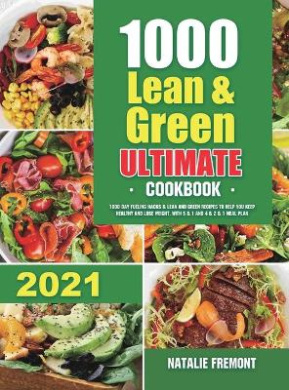 1000
Lean &
Green
ULTIMATE
· COOKBOOK ·
1000 DAY FUELING HACKS & LEAN AND GREEN RECIPES TO HELP YOU KEEP
HEALTHY AND LOSE WEIGHT. WITH 5 & 1 AND 4 & 2 & 1 MEAL PLAN
2021
NATALIE FREMONT